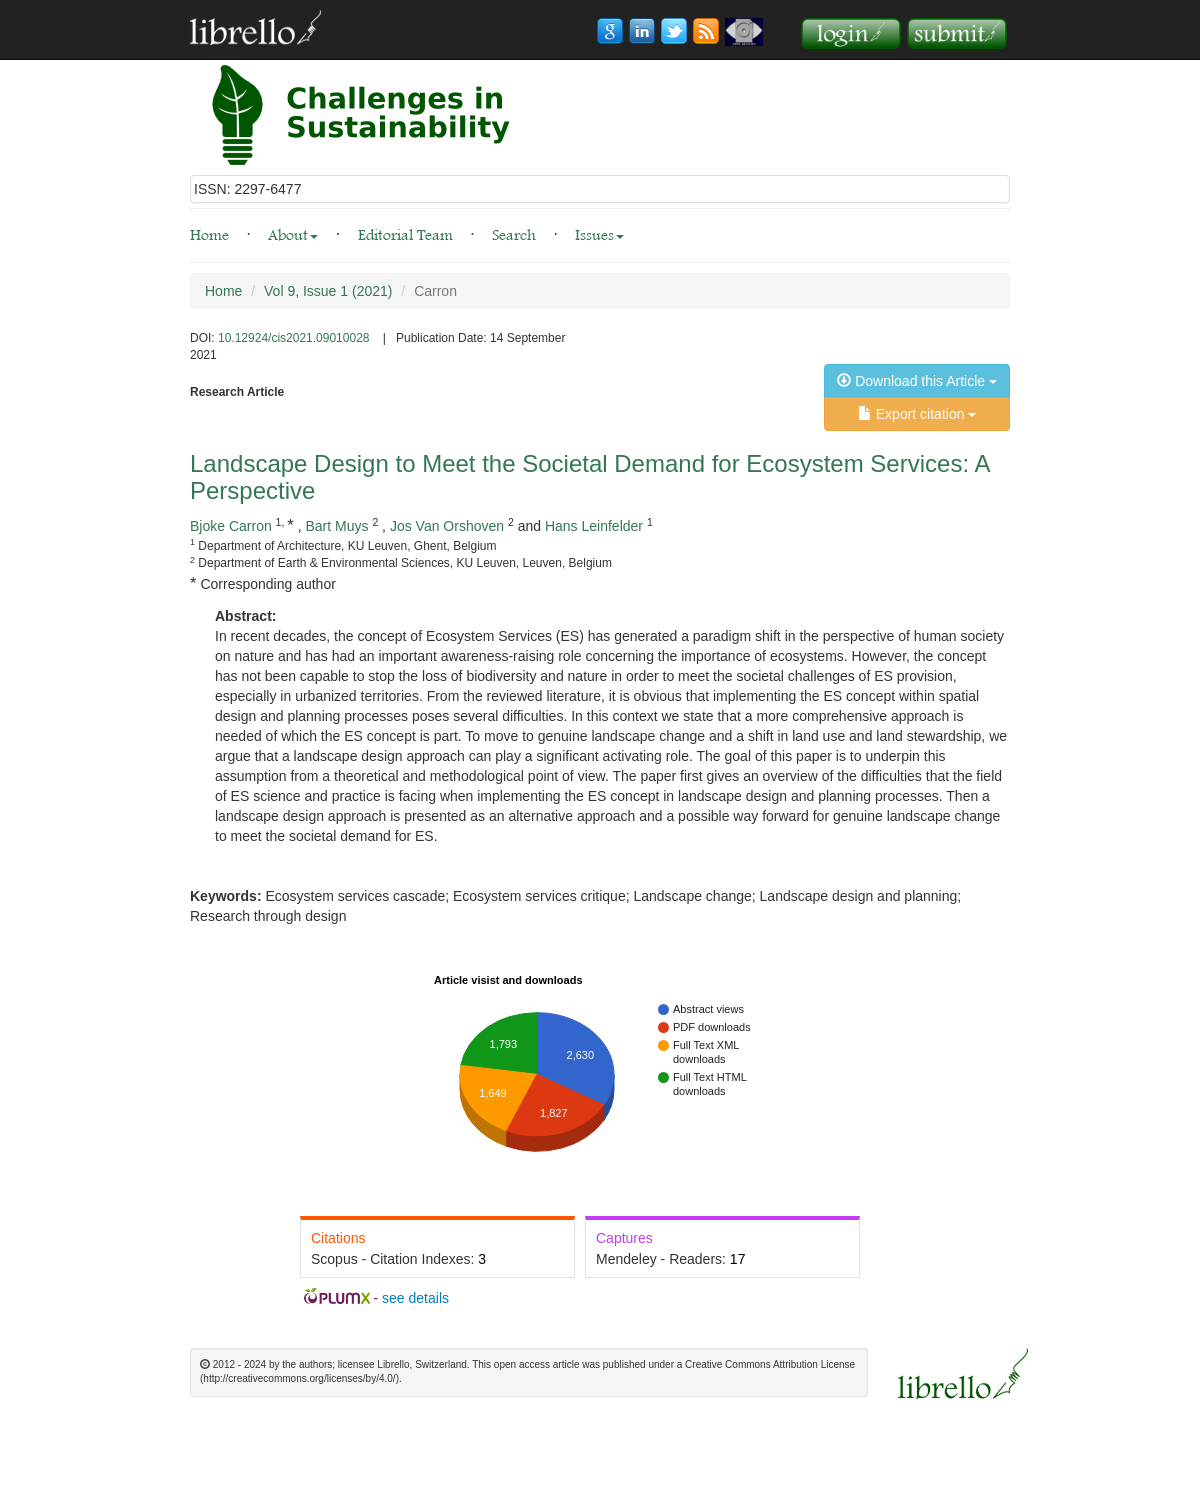 librello
g
in
login
submit
Challenges in
Sustainability
ISSN: 2297-6477
Home · About · Editorial Team · Search · Issues
Home / Vol 9, Issue 1 (2021) / Carron
DOI: 10.12924/cis2021.09010028 | Publication Date: 14 September
2021
Download this Article
Research Article
Export citation
Landscape Design to Meet the Societal Demand for Ecosystem Services: A
Perspective
Bjoke Carron 1, * , Bart Muys 2 , Jos Van Orshoven 2 and Hans Leinfelder 1
1 Department of Architecture, KU Leuven, Ghent, Belgium
2 Department of Earth & Environmental Sciences, KU Leuven, Leuven, Belgium
* Corresponding author
Abstract:
In recent decades, the concept of Ecosystem Services (ES) has generated a paradigm shift in the perspective of human society
on nature and has had an important awareness-raising role concerning the importance of ecosystems. However, the concept
has not been capable to stop the loss of biodiversity and nature in order to meet the societal challenges of ES provision,
especially in urbanized territories. From the reviewed literature, it is obvious that implementing the ES concept within spatial
design and planning processes poses several difficulties. In this context we state that a more comprehensive approach is
needed of which the ES concept is part. To move to genuine landscape change and a shift in land use and land stewardship, we
argue that a landscape design approach can play a significant activating role. The goal of this paper is to underpin this
assumption from a theoretical and methodological point of view. The paper first gives an overview of the difficulties that the field
of ES science and practice is facing when implementing the ES concept in landscape design and planning processes. Then a
landscape design approach is presented as an alternative approach and a possible way forward for genuine landscape change
to meet the societal demand for ES.
Keywords: Ecosystem services cascade; Ecosystem services critique; Landscape change; Landscape design and planning;
Research through design
Article visist and downloads
Abstract views
PDF downloads
Full Text XML
downloads
Full Text HTML
downloads
1,793
2,630
1,649
1,827
Citations
Scopus - Citation Indexes: 3
Captures
Mendeley - Readers: 17
PLUMX - see details
© 2012 - 2024 by the authors; licensee Librello, Switzerland. This open access article was published under a Creative Commons Attribution License
(http://creativecommons.org/licenses/by/4.0/).
librello